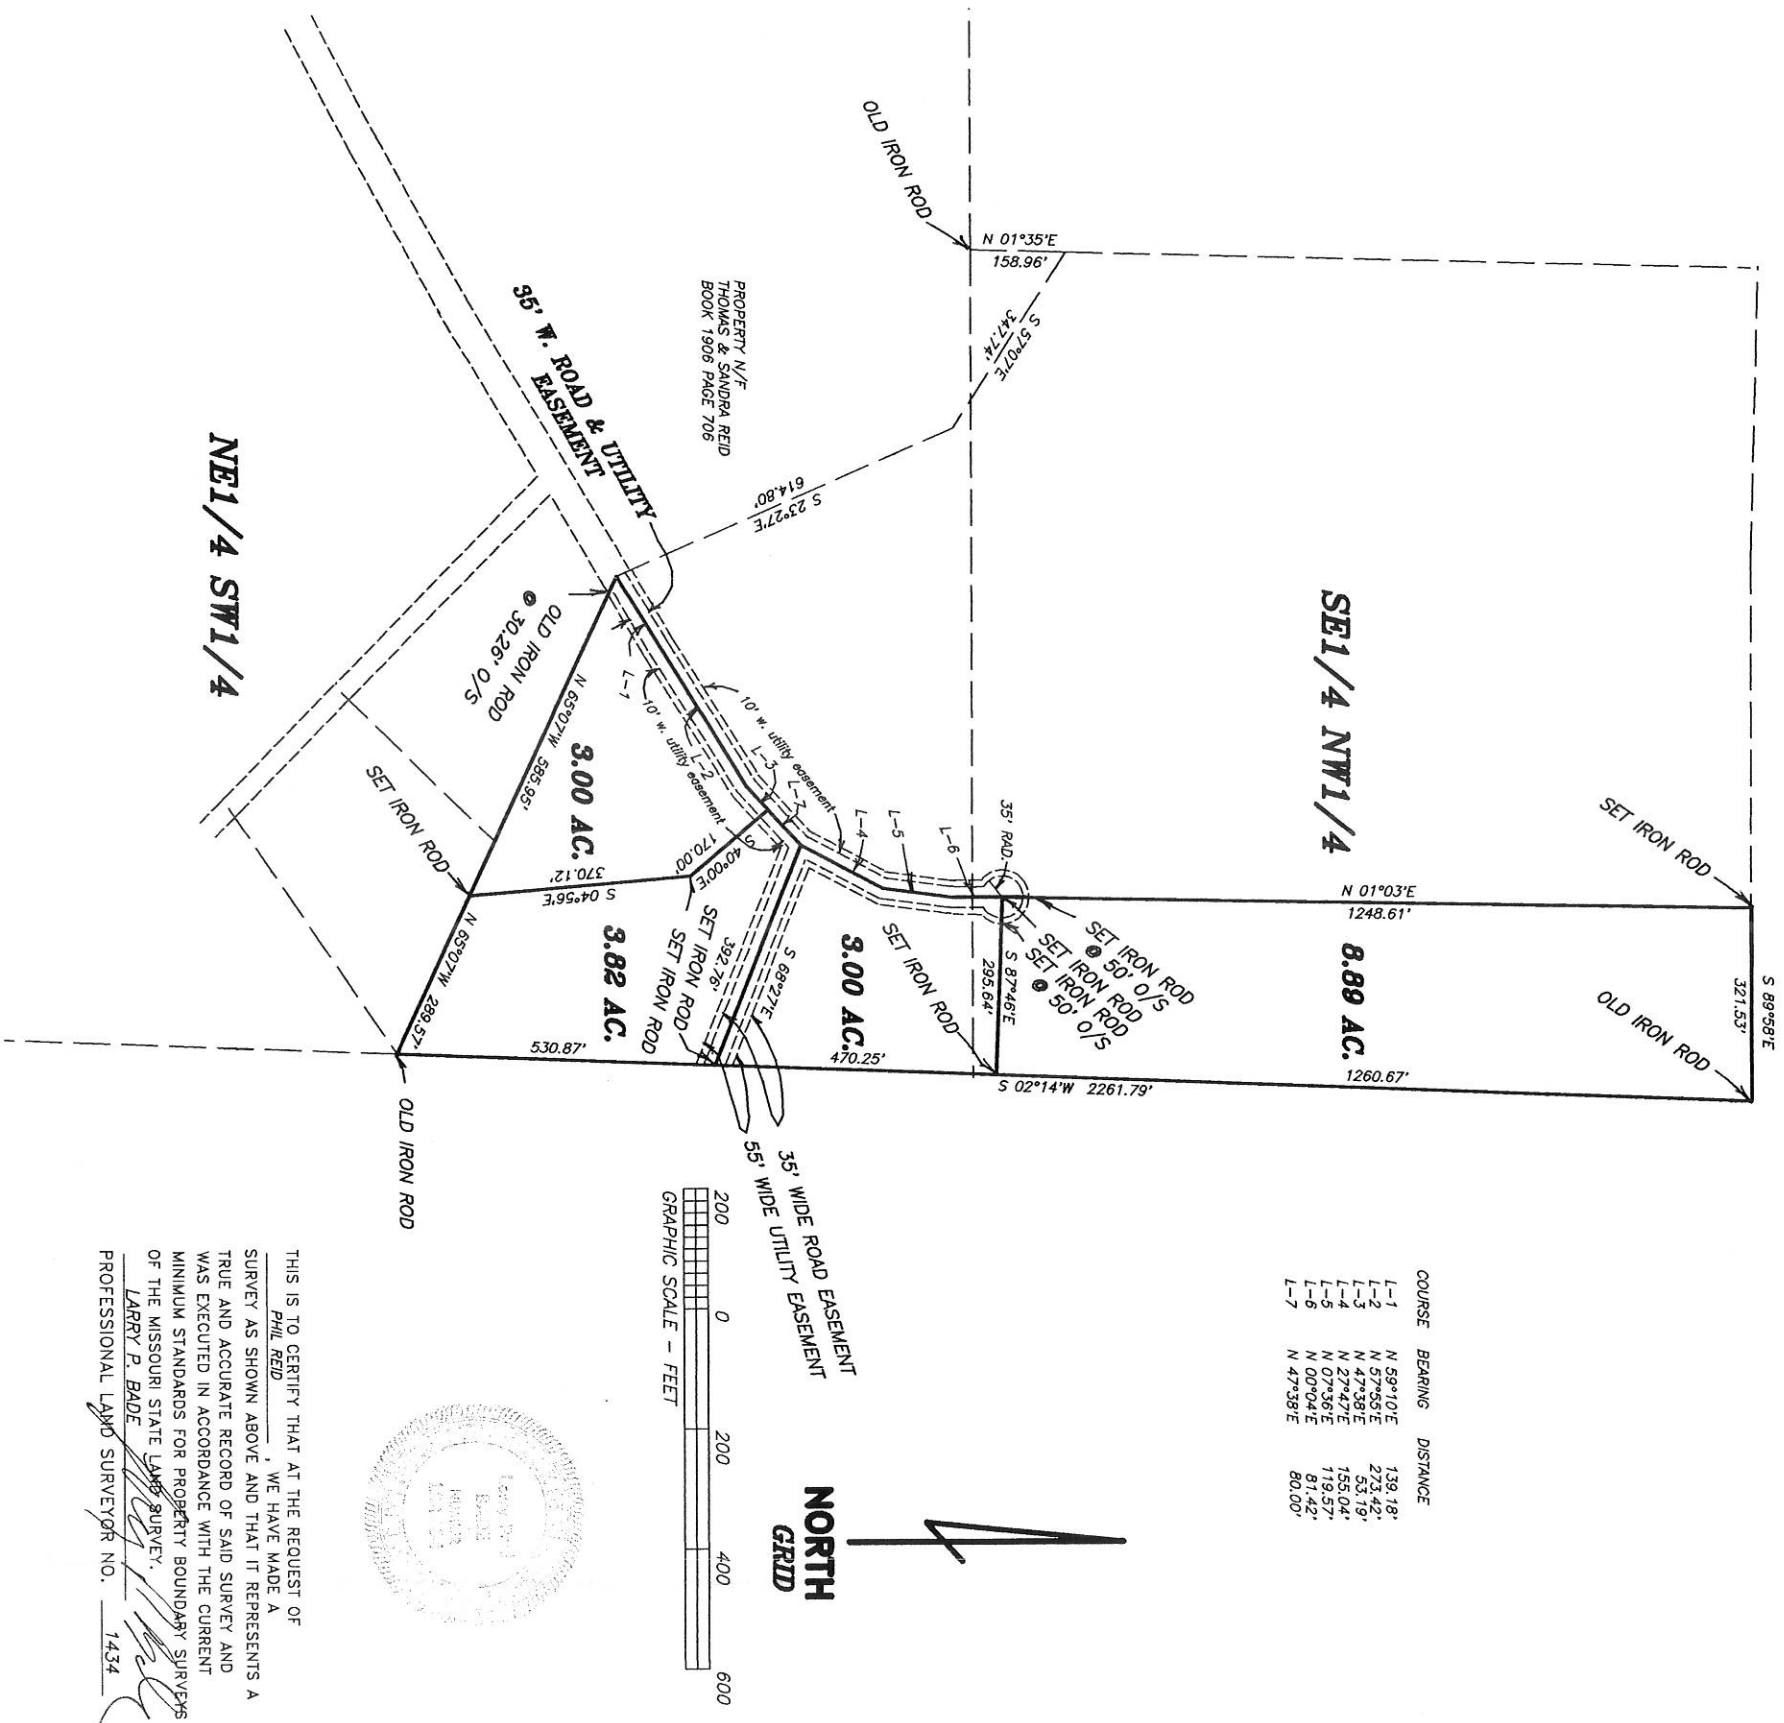 S 89°58'E
321.53'
SET IRON ROD
OLD IRON ROD
N 01°03'E
1248.61'
8.89 AC.
1260.67'
S 02°14'W 2261.79'
SE1/4 NW1/4
SET IRON ROD
@ 50' O/S
SET IRON ROD
SET IRON ROD
@ 50' O/S
S 87°46'E
295.64'
SET IRON ROD
35' RAD.
L-6
L-5
L-4
OLD IRON ROD
N 01°35'E
158.96'
S 57°07'E
347.74'
S 23°27'E
614.80'
PROPERTY N/F
THOMAS & SANDRA REID
BOOK 1906 PAGE 706
35' W. ROAD & UTILITY
EASEMENT
10' w. utility easement
L-3
L-7
L-2
L-1
10' w. utility easement
3.00 AC.
470.25'
S 68°27'E
392.76'
SET IRON ROD
SET IRON ROD
S 40°00'E
170.00'
3.82 AC.
530.87'
S 04°56'E
370.12'
3.00 AC.
OLD IRON ROD
@ 30.26' O/S
N 65°07'W 585.95'
SET IRON ROD
N 65°07'W 289.57'
OLD IRON ROD
NE1/4 SW1/4
35' WIDE ROAD EASEMENT
55' WIDE UTILITY EASEMENT
COURSE BEARING DISTANCE
L-1 N 59°10'E 139.18'
L-2 N 57°55'E 273.42'
L-3 N 47°38'E 53.19'
L-4 N 27°47'E 155.04'
L-5 N 07°36'E 119.57'
L-6 N 00°04'E 81.42'
L-7 N 47°38'E 80.00'
NORTH
GRID
200 0 200 400 600
GRAPHIC SCALE - FEET
THIS IS TO CERTIFY THAT AT THE REQUEST OF
PHIL REID, WE HAVE MADE A
SURVEY AS SHOWN ABOVE AND THAT IT REPRESENTS A
TRUE AND ACCURATE RECORD OF SAID SURVEY AND
WAS EXECUTED IN ACCORDANCE WITH THE CURRENT
MINIMUM STANDARDS FOR PROPERTY BOUNDARY SURVEYS
OF THE MISSOURI STATE LAND SURVEY.
LARRY P. BADE
PROFESSIONAL LAND SURVEYOR NO. 1434